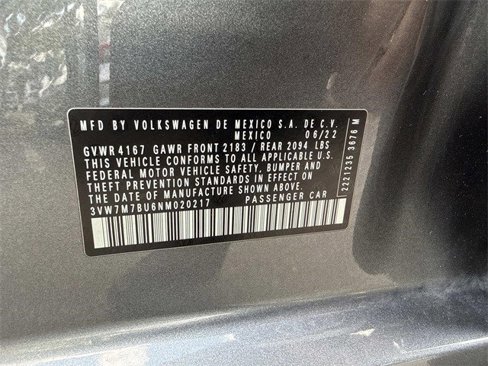 MFD BY VOLKSWAGEN DE MEXICO S.A. DE C.V.
MEXICO 06/22
GVWR 4167 GAWR FRONT 2183 / REAR 2094 LBS
THIS VEHICLE CONFORMS TO ALL APPLICABLE
FEDERAL MOTOR VEHICLE SAFETY, BUMPER AND
THEFT PREVENTION STANDARDS IN EFFECT
ON THE DATE OF MANUFACTURE SHOWN ABOVE.
3VW7M7BU6NM020217 PASSENGER CAR
2221235 3676 M